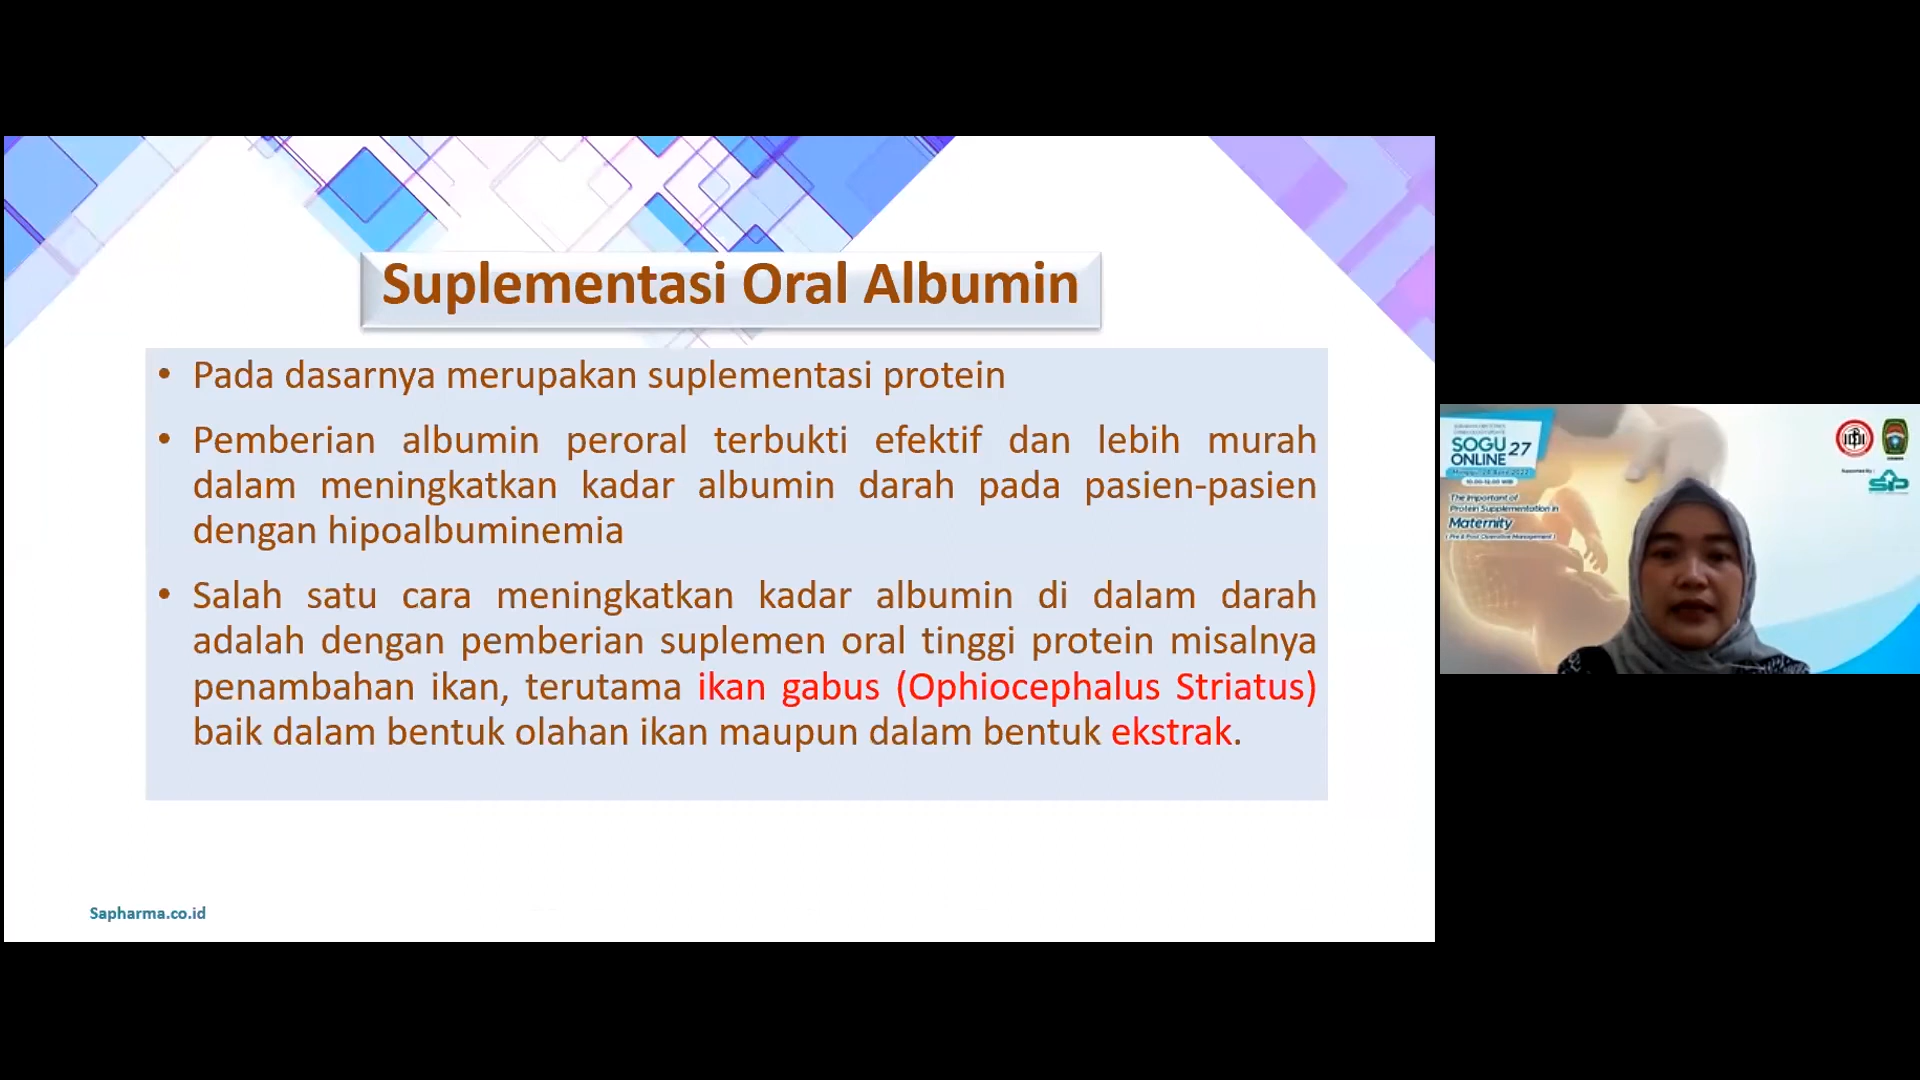 Suplementasi Oral Albumin
• Pada dasarnya merupakan suplementasi protein
• Pemberian albumin peroral terbukti efektif dan lebih murah
dalam meningkatkan kadar albumin darah pada pasien-pasien
dengan hipoalbuminemia
• Salah satu cara meningkatkan kadar albumin di dalam darah
adalah dengan pemberian suplemen oral tinggi protein misalnya
penambahan ikan, terutama ikan gabus (Ophiocephalus Striatus)
baik dalam bentuk olahan ikan maupun dalam bentuk ekstrak.
Sapharma.co.id
SOGU 27
ONLINE
The Important of
Protein Supplementation in
Maternity
( Pre & Post Operative Management )
Supported By :